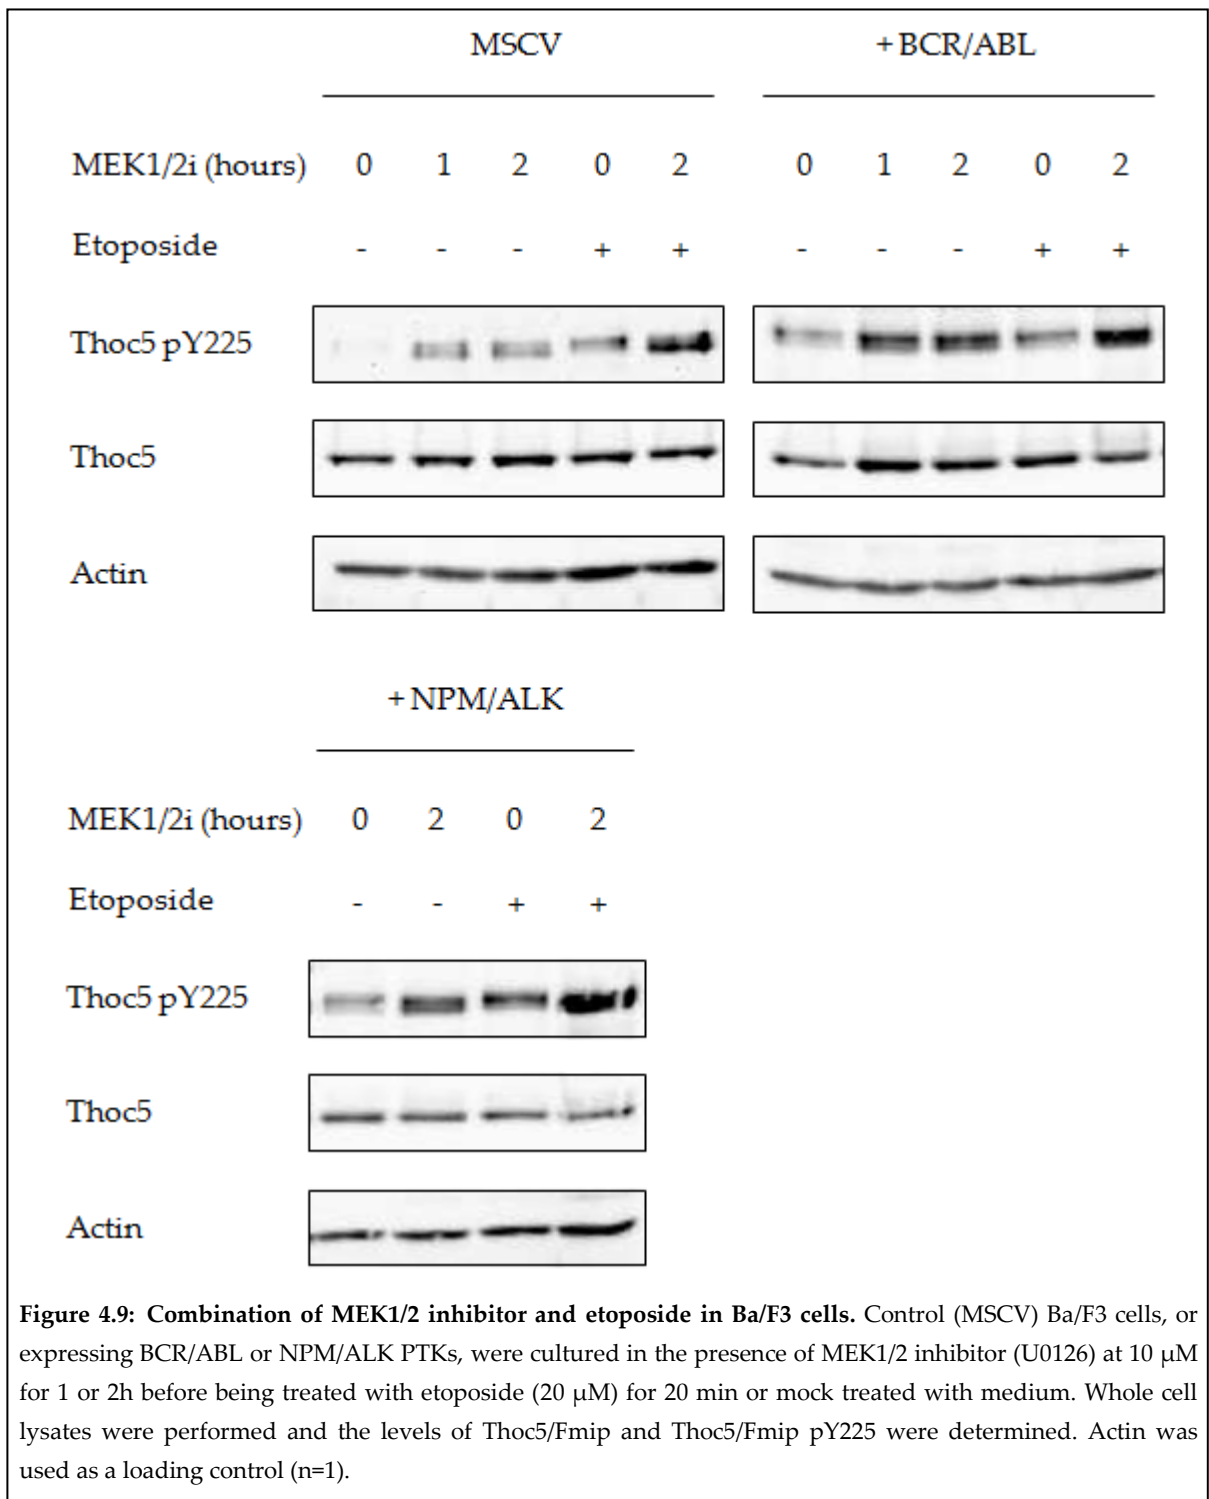 MSCV + BCR/ABL
MEK1/2i (hours) 0 1 2 0 2 0 1 2 0 2
Etoposide - - - + + - - - + +
Thoc5 pY225
Thoc5
Actin
+ NPM/ALK
MEK1/2i (hours) 0 2 0 2
Etoposide - - + +
Thoc5 pY225
Thoc5
Actin
Figure 4.9: Combination of MEK1/2 inhibitor and etoposide in Ba/F3 cells. Control (MSCV) Ba/F3 cells, or
expressing BCR/ABL or NPM/ALK PTKs, were cultured in the presence of MEK1/2 inhibitor (U0126) at 10 µM
for 1 or 2h before being treated with etoposide (20 µM) for 20 min or mock treated with medium. Whole cell
lysates were performed and the levels of Thoc5/Fmip and Thoc5/Fmip pY225 were determined. Actin was
used as a loading control (n=1).